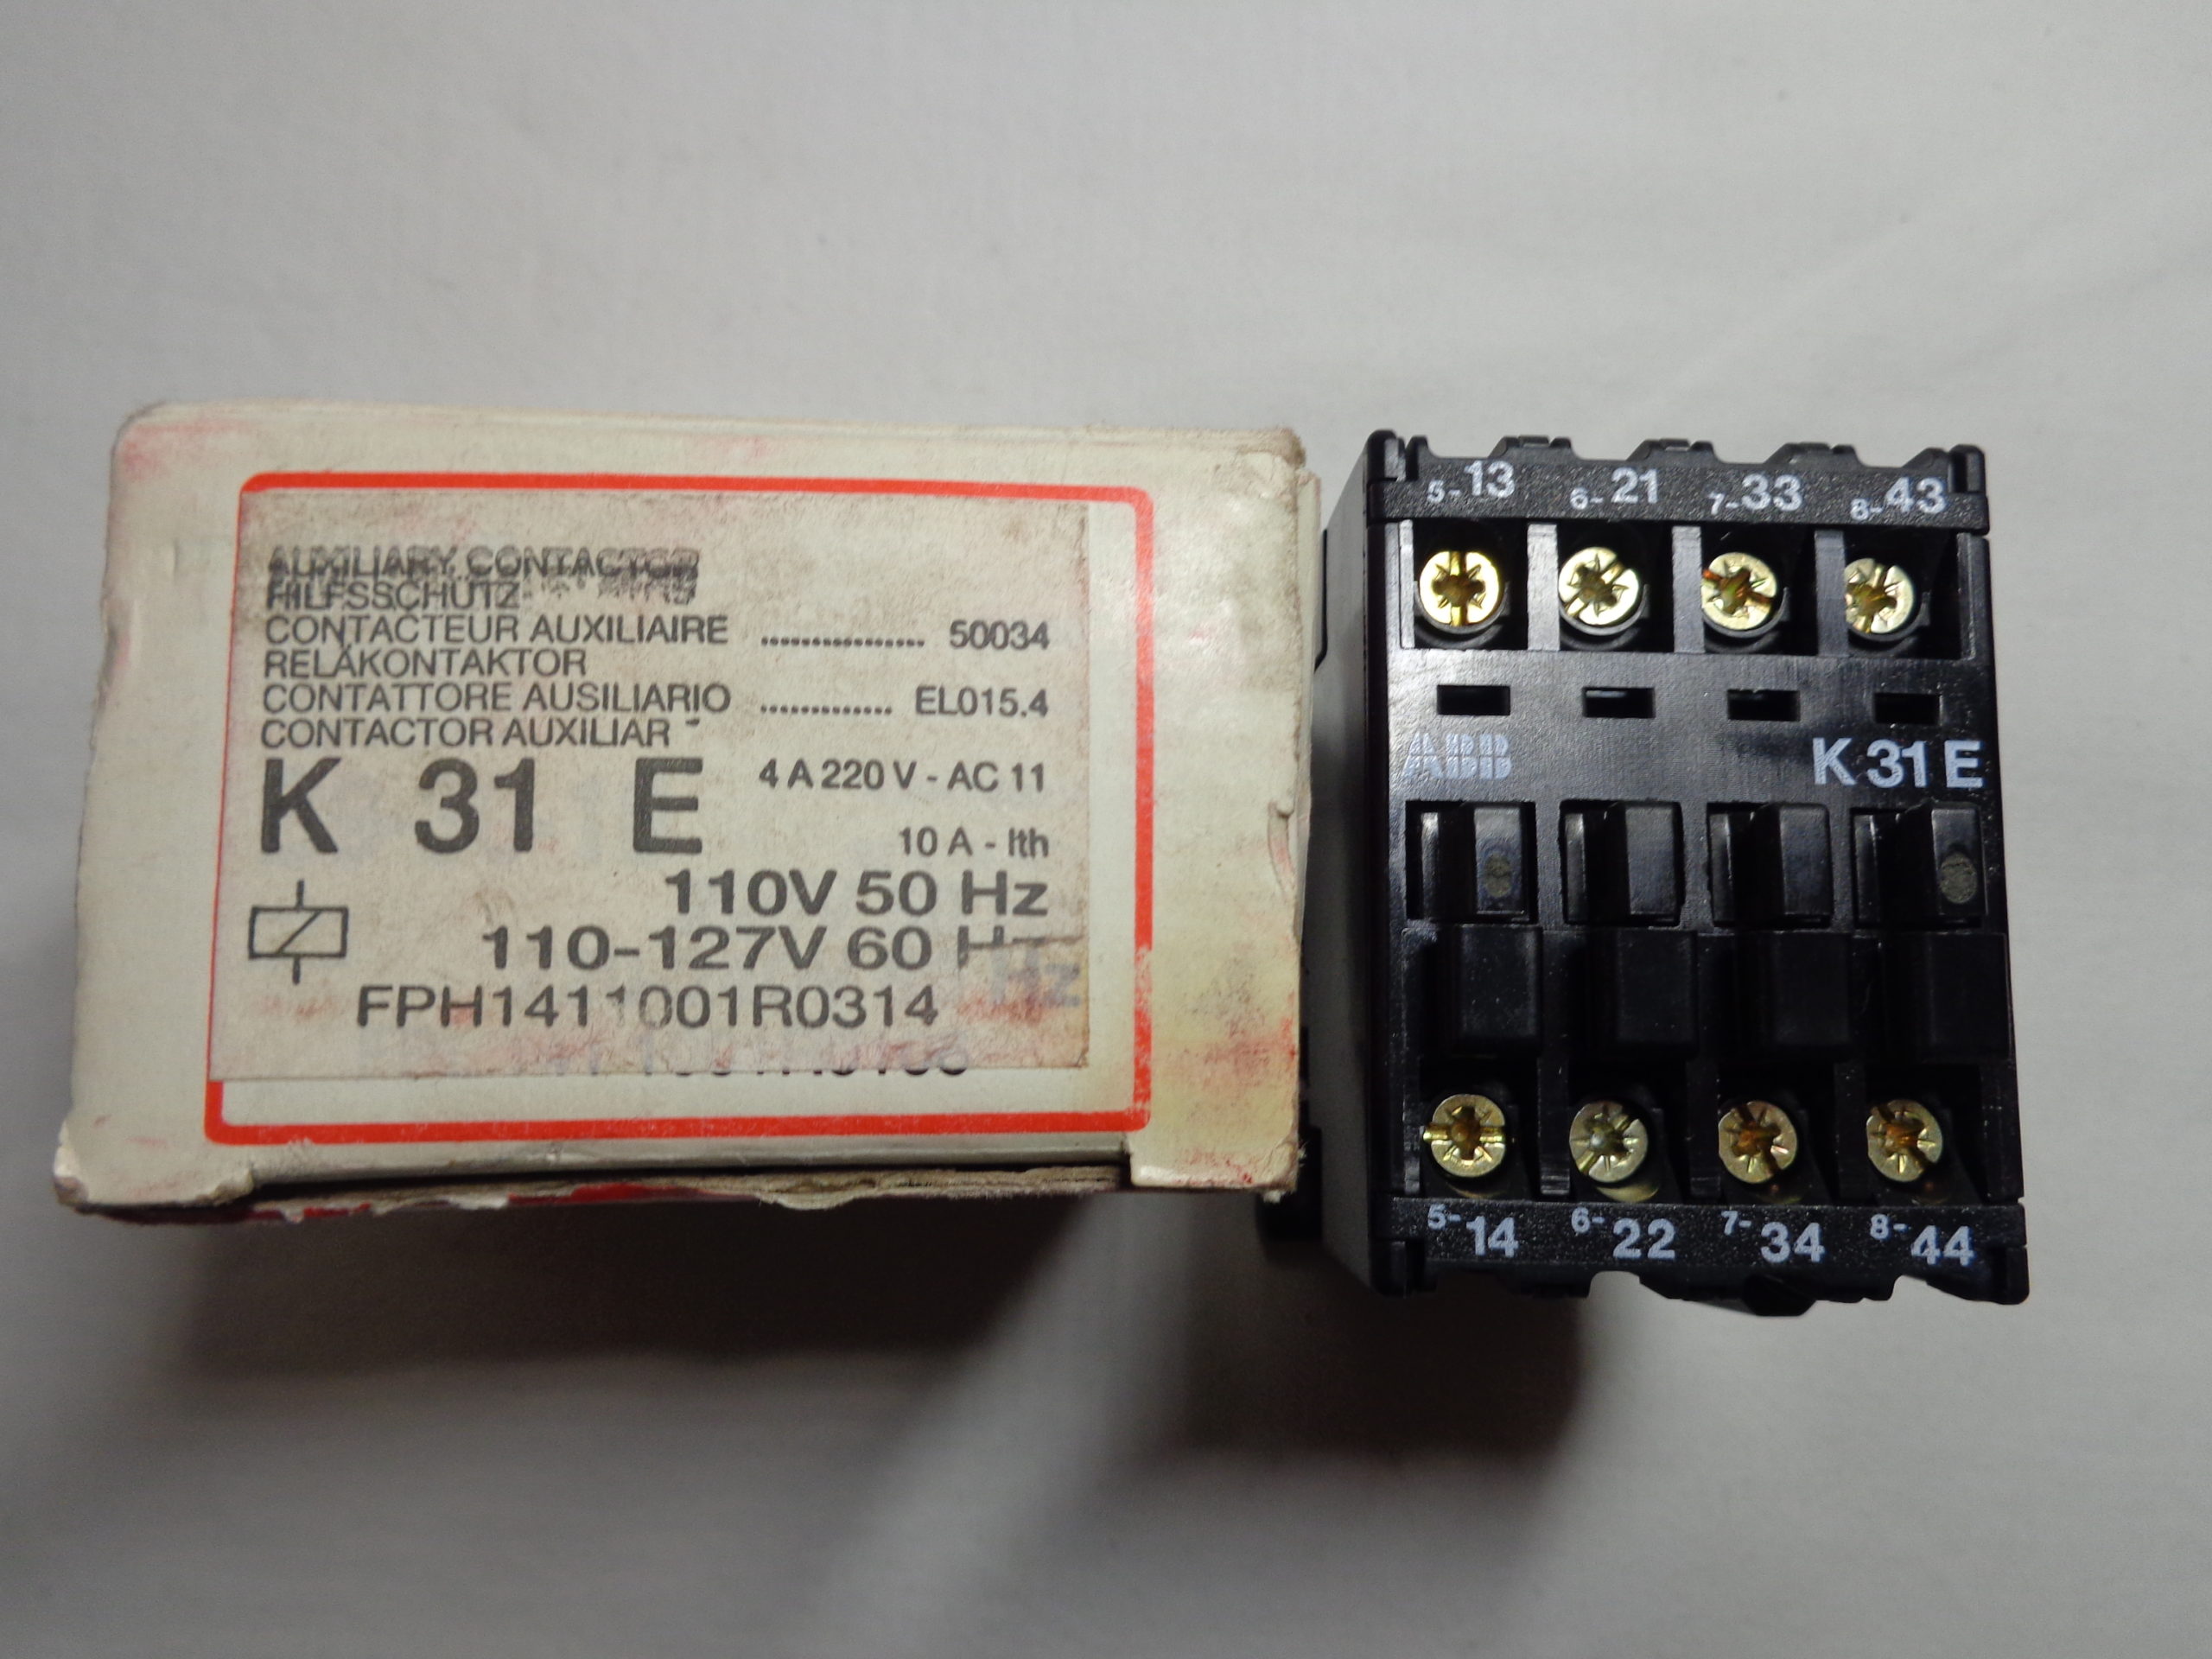 AUXILIARY CONTACTOR
HILFSSCHÜTZ
CONTACTEUR AUXILIAIRE ................ 50034
RELÄKONTAKTOR
CONTATTORE AUSILIARIO ............. EL015.4
CONTACTOR AUXILIAR
K 31 E 4 A 220 V - AC 11
10 A - Ith
110V 50 Hz
110-127V 60 Hz
Hz
FPH1411001R0314
5-13 6-21 7-33 8-43
ABB K 31 E
5-14 6-22 7-34 8-44